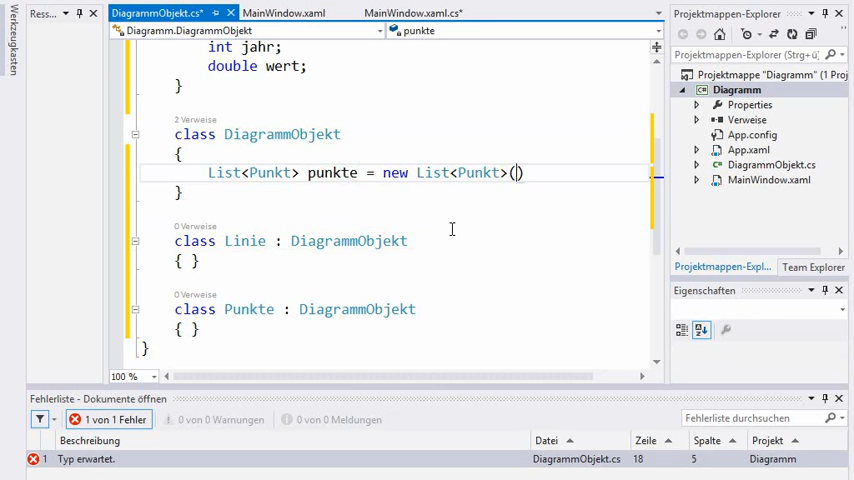 Werkzeugkasten
Ress...
DiagrammObjekt.cs*
MainWindow.xaml
MainWindow.xaml.cs*
Diagramm.DiagrammObjekt
punkte
int jahr;
double wert;
}
2 Verweise
class DiagrammObjekt
{
List<Punkt> punkte = new List<Punkt>()
}
0 Verweise
class Linie : DiagrammObjekt
{ }
0 Verweise
class Punkte : DiagrammObjekt
{ }
}
100 %
Projektmappen-Explorer
Projektmappen-Explorer (Strg+ü)
Projektmappe "Diagramm" (1 Proj
Diagramm
Properties
Verweise
App.config
App.xaml
DiagrammObjekt.cs
MainWindow.xaml
Projektmappen-Expl...
Team Explorer
Eigenschaften
Fehlerliste - Dokumente öffnen
1 von 1 Fehler
0 von 0 Warnungen
0 von 0 Meldungen
Fehlerliste durchsuchen
Beschreibung Datei Zeile Spalte Projekt
1 Typ erwartet. DiagrammObjekt.cs 18 5 Diagramm